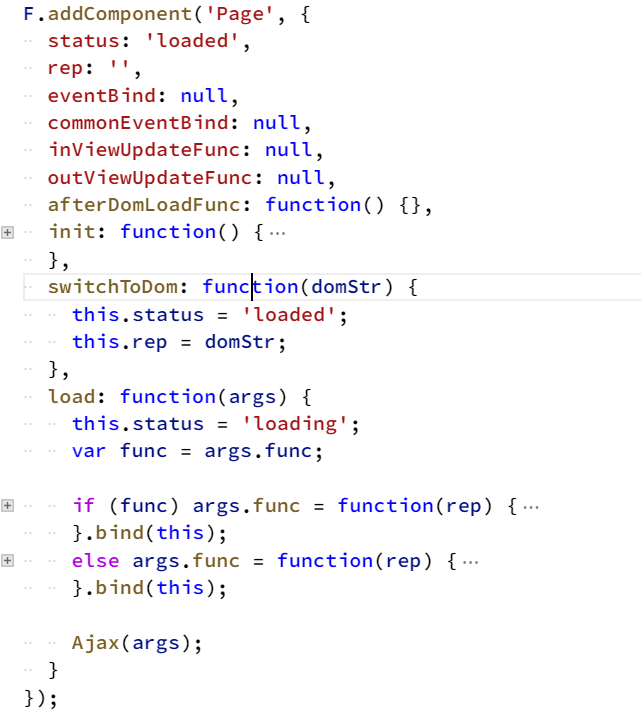 F.addComponent('Page', {
status: 'loaded',
rep: '',
eventBind: null,
commonEventBind: null,
inViewUpdateFunc: null,
outViewUpdateFunc: null,
afterDomLoadFunc: function() {},
init: function() {···
},
switchToDom: function(domStr) {
this.status = 'loaded';
this.rep = domStr;
},
load: function(args) {
this.status = 'loading';
var func = args.func;
if (func) args.func = function(rep) {···
}.bind(this);
else args.func = function(rep) {···
}.bind(this);
Ajax(args);
}
});